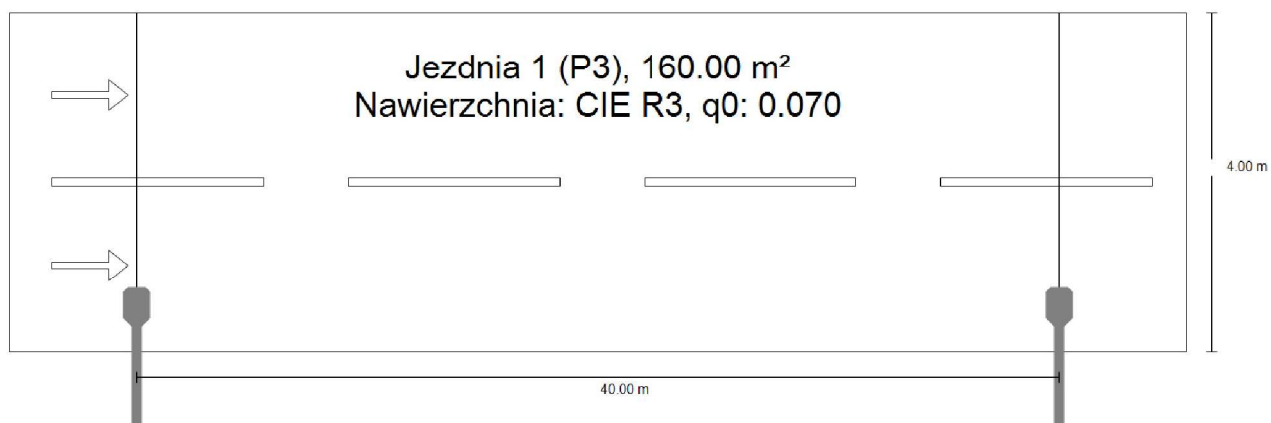 Jezdnia 1 (P3), 160.00 m²
Nawierzchnia: CIE R3, q0: 0.070
4.00 m
40.00 m